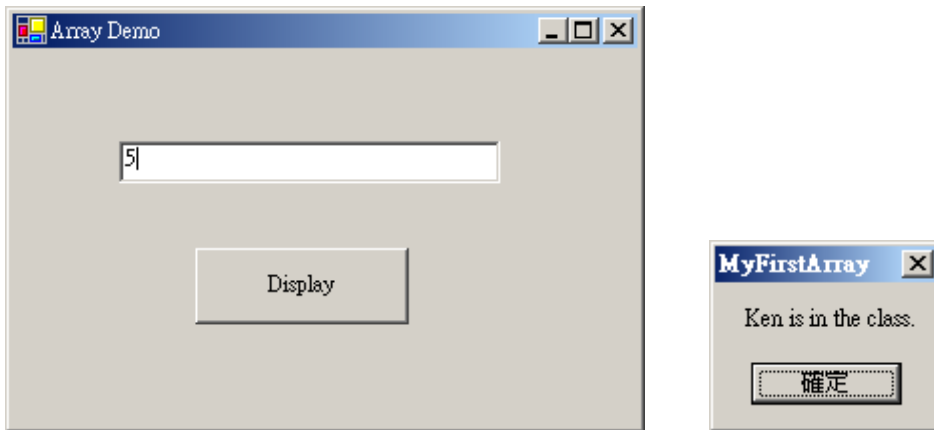 Array Demo
5
Display
MyFirstArray
Ken is in the class.
確定